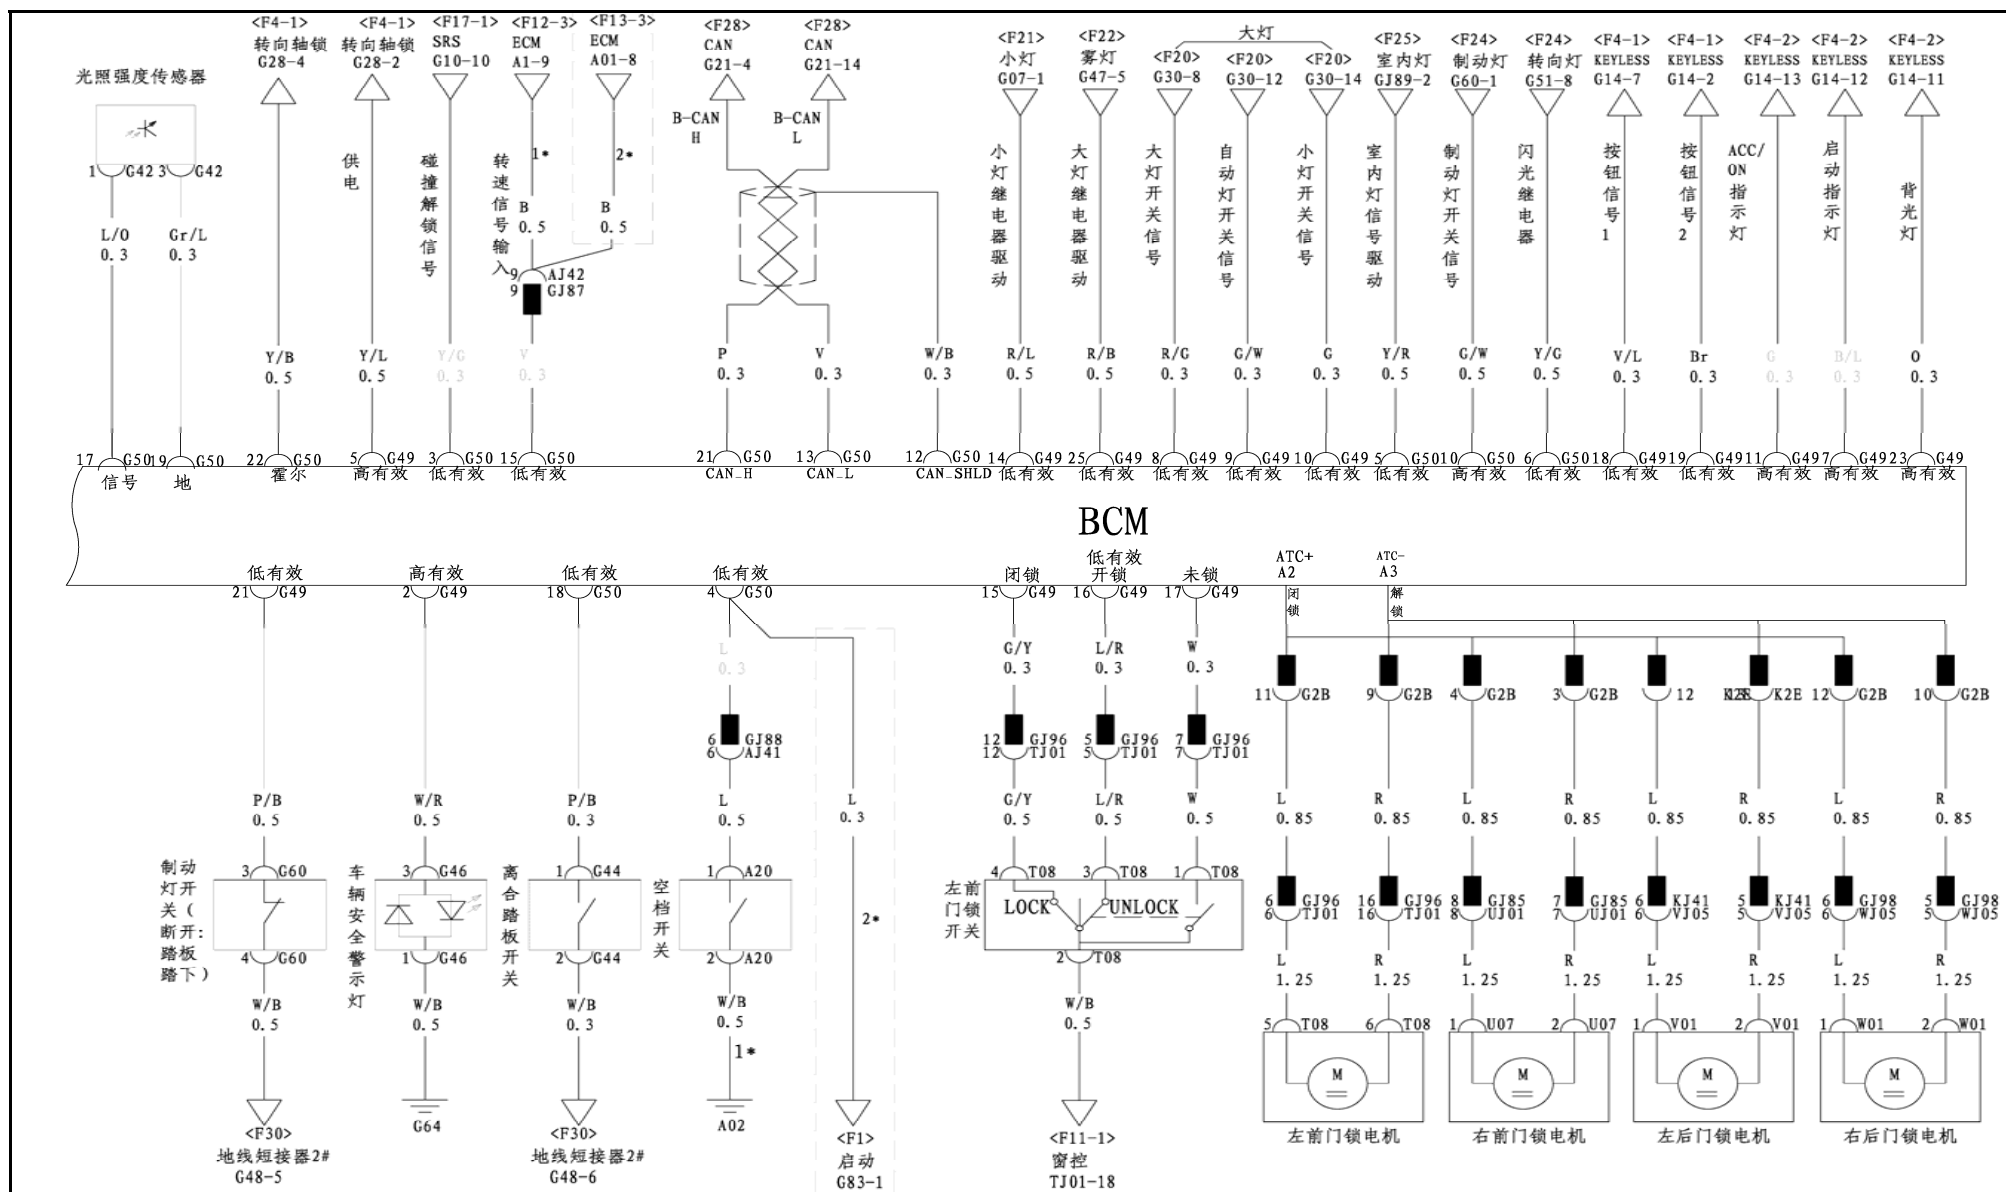 <F4-1>
转向轴锁
G28-4
<F4-1>
转向轴锁
G28-2
<F17-1>
SRS
G10-10
<F12-3>
ECM
A1-9
<F13-3>
ECM
A01-8
<F28>
CAN
G21-4
<F28>
CAN
G21-14
<F21>
小灯
G07-1
<F22>
雾灯
G47-5
大灯
<F20>
G30-8
<F20>
G30-12
<F20>
G30-14
<F25>
室内灯
GJ89-2
<F24>
制动灯
G60-1
<F24>
转向灯
G51-8
<F4-1>
KEYLESS
G14-7
<F4-1>
KEYLESS
G14-2
<F4-2>
KEYLESS
G14-13
<F4-2>
KEYLESS
G14-12
<F4-2>
KEYLESS
G14-11
光照强度传感器
1 G42 3 G42
供电
碰撞解锁信号
转速信号输入
1*
2*
B-CAN
H
B-CAN
L
小灯继电器驱动
大灯继电器驱动
大灯开关信号
自动灯开关信号
小灯开关信号
室内灯信号驱动
制动灯开关信号
闪光继电器
按钮信号1
按钮信号2
ACC/
ON
指示灯
启动指示灯
背光灯
L/O
0.3
Gr/L
0.3
B
0.5
B
0.5
9 AJ42
9 GJ87
Y/B
0.5
Y/L
0.5
Y/G
0.3
V
0.3
P
0.3
V
0.3
W/B
0.3
R/L
0.5
R/B
0.5
R/G
0.3
G/W
0.3
G
0.3
Y/R
0.5
G/W
0.5
Y/G
0.5
V/L
0.3
Br
0.3
G
0.3
B/L
0.3
O
0.3
17 G50 19 G50 22 G50 5 G49 3 G50 15 G50 21 G50 13 G50 12 G50 14 G49 25 G49 8 G49 9 G49 10 G49 5 G50 10 G50 6 G50 18 G49 19 G49 11 G49 7 G49 23 G49
信号 地 霍尔 高有效 低有效 低有效 CAN_H CAN_L CAN_SHLD 低有效 低有效 低有效 低有效 低有效 低有效 高有效 低有效 低有效 低有效 高有效 高有效 高有效
BCM
低有效 高有效 低有效 低有效 闭锁
低有效
开锁 未锁
ATC+
A2
ATC-
A3
21 G49 2 G49 18 G50 4 G50 15 G49 16 G49 17 G49
闭锁
解锁
L
0.3
G/Y
0.3
L/R
0.3
W
0.3
11 G2B 9 G2B 4 G2B 3 G2B 12 K2E 12 G2B 10 G2B
6 GJ88
6 AJ41
12 GJ96
12 TJ01
5 GJ96
5 TJ01
7 GJ96
7 TJ01
P/B
0.5
W/R
0.5
P/B
0.3
L
0.5
L
0.3
G/Y
0.5
L/R
0.5
W
0.5
L
0.85
R
0.85
L
0.85
R
0.85
L
0.85
R
0.85
L
0.85
R
0.85
制动
灯开
关(
断开:
踏板
踏下)
3 G60
4 G60
车辆安全警示灯
3 G46
1 G46
离合踏板开关
1 G44
2 G44
空档开关
1 A20
2 A20
2*
左前
门锁
开关
4 T08 3 T08 1 T08
LOCK UNLOCK
2 T08
6 GJ96
6 TJ01
16 GJ96
16 TJ01
8 GJ85
8 UJ01
7 GJ85
7 UJ01
6 KJ41
6 VJ05
5 KJ41
5 VJ05
6 GJ98
6 WJ05
5 GJ98
5 WJ05
W/B
0.5
W/B
0.5
W/B
0.3
W/B
0.5
1*
W/B
0.5
L
1.25
R
1.25
L
1.25
R
1.25
L
1.25
R
1.25
L
1.25
R
1.25
5 T08 6 T08 1 U07 2 U07 1 V01 2 V01 1 W01 2 W01
M M M M
左前门锁电机 右前门锁电机 左后门锁电机 右后门锁电机
<F30>
地线短接器2#
G48-5
G64
<F30>
地线短接器2#
G48-6
A02
<F1>
启动
G83-1
<F11-1>
窗控
TJ01-18